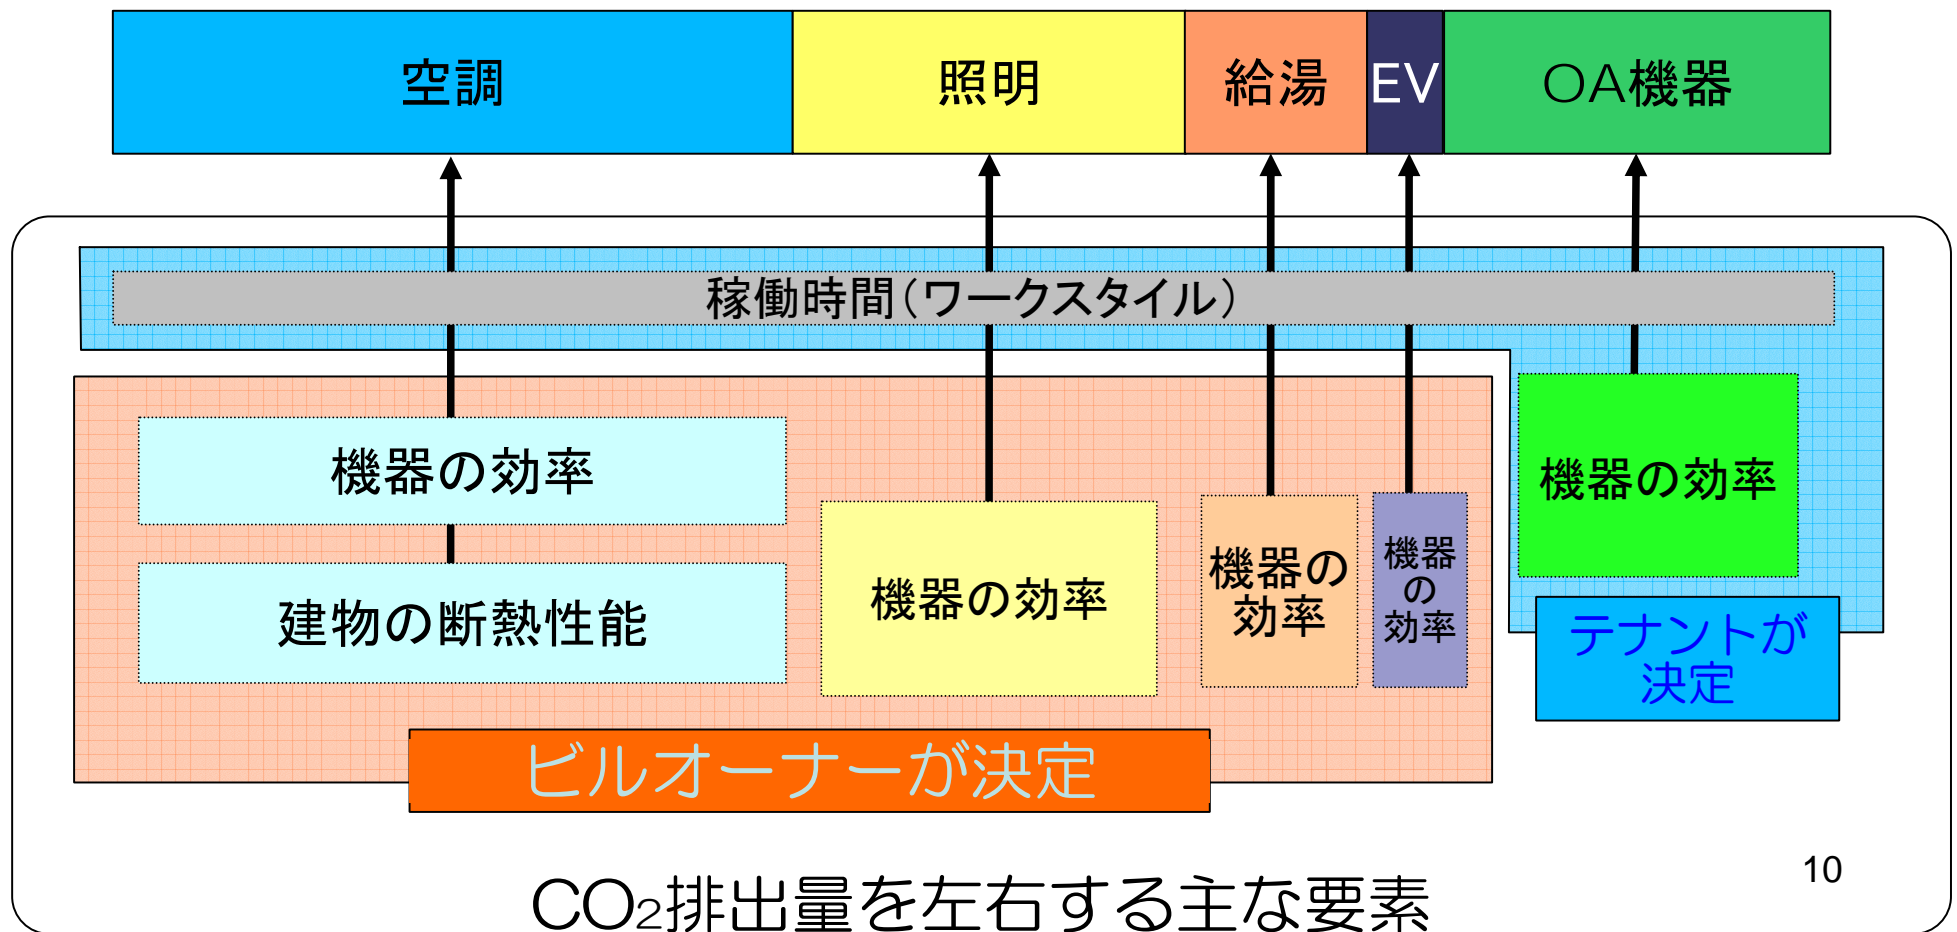 空調
照明
給湯
EV
OA機器
稼働時間（ワークスタイル）
機器の効率
建物の断熱性能
機器の効率
機器の
効率
機器
の
効率
機器の効率
テナントが
決定
ビルオーナーが決定
10
CO₂排出量を左右する主な要素